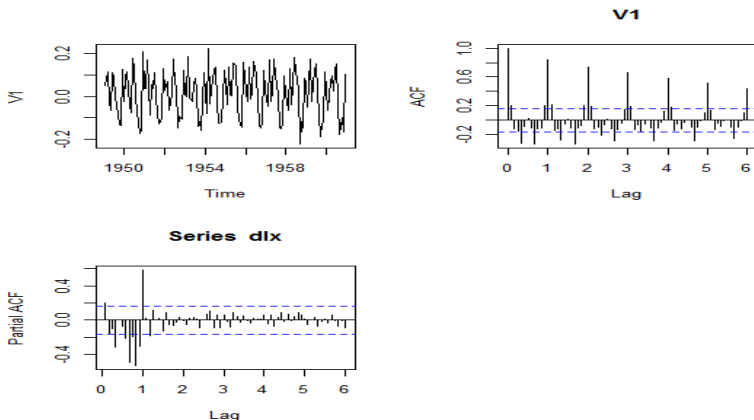 V1
0.2
0.0
-0.2
V1
1950 1954 1958
Time
V1
1.0
0.6
0.2
-0.2
ACF
0 1 2 3 4 5 6
Lag
Series dlx
0.4
0.0
-0.4
Partial ACF
0 1 2 3 4 5 6
Lag